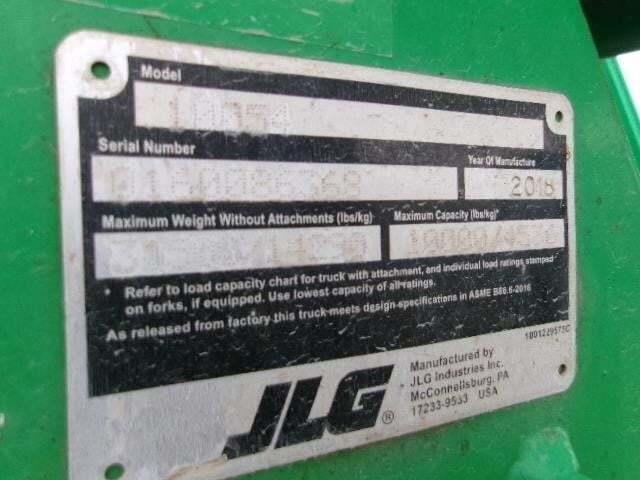 Model
10054
Serial Number
0160086368
Year Of Manufacture
2018
Maximum Weight Without Attachments (lbs/kg)
Maximum Capacity (lbs/kg)*
* Refer to load capacity chart for truck with attachment, and individual load ratings stamped
on forks, if equipped. Use lowest capacity of all ratings.
As released from factory this truck meets design specifications in ASME B56.6-2016
1001229575C
JLG ®
Manufactured by
JLG Industries Inc.
McConnellsburg, PA
17233-9533 USA